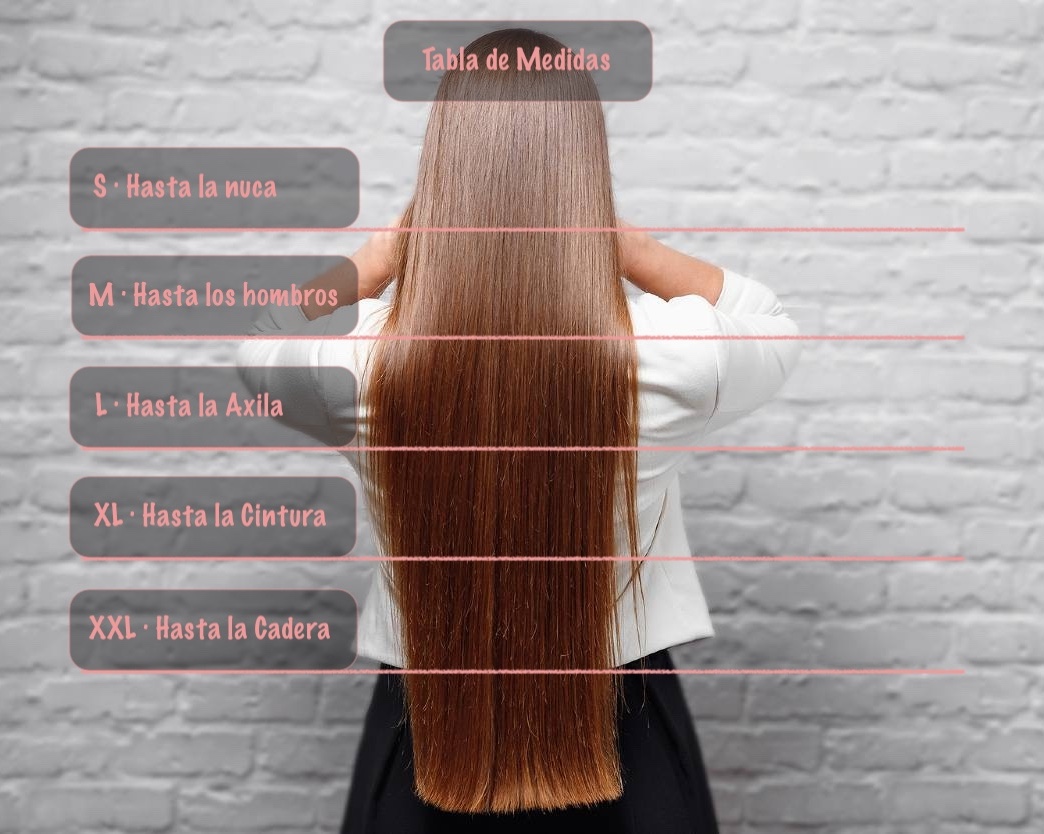 Tabla de Medidas
S · Hasta la nuca
M · Hasta los hombros
L · Hasta la Axila
XL · Hasta la Cintura
XXL · Hasta la Cadera